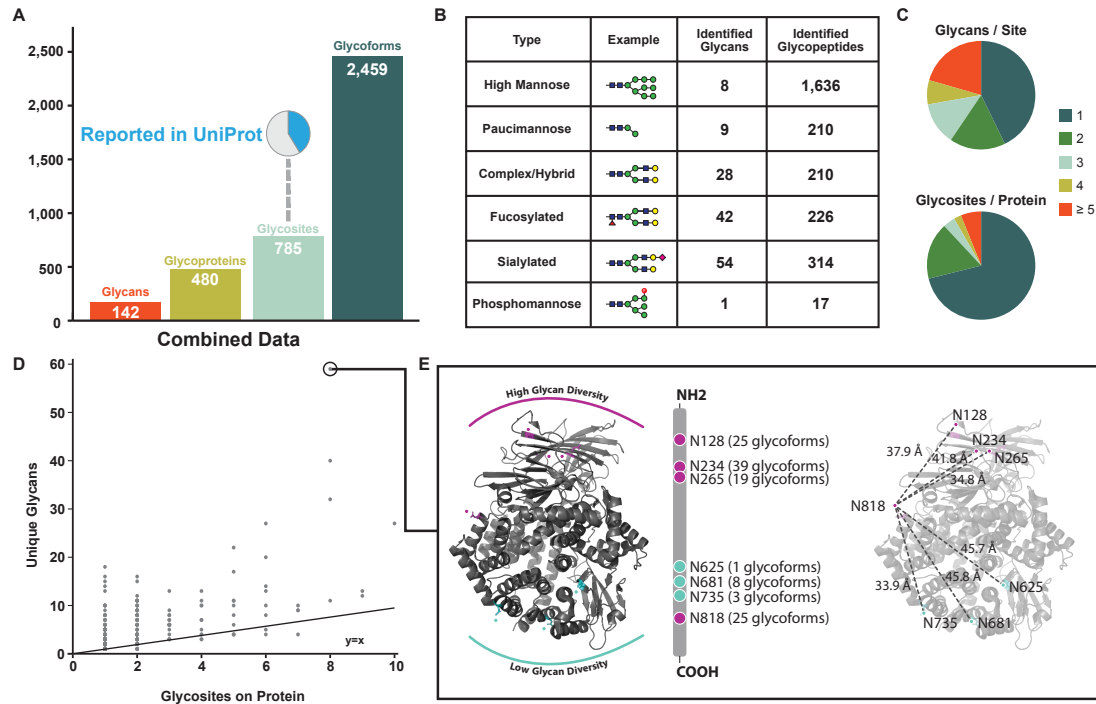 A
2,500
2,000
1,500
1,000
500
0
Reported in UniProt
Glycans
142
Glycoproteins
480
Glycosites
785
Glycoforms
2,459
Combined Data
B
Type Example Identified Glycans Identified Glycopeptides
High Mannose 8 1,636
Paucimannose 9 210
Complex/Hybrid 28 210
Fucosylated 42 226
Sialylated 54 314
Phosphomannose 1 17
C
Glycans / Site
Glycosites / Protein
1
2
3
4
≥ 5
D
Unique Glycans
60
50
40
30
20
10
0
y=x
0 2 4 6 8 10
Glycosites on Protein
E
High Glycan Diversity
Low Glycan Diversity
NH2
N128 (25 glycoforms)
N234 (39 glycoforms)
N265 (19 glycoforms)
N625 (1 glycoforms)
N681 (8 glycoforms)
N735 (3 glycoforms)
N818 (25 glycoforms)
COOH
N128
N234
N265
37.9 Å
41.8 Å
34.8 Å
N818
45.7 Å
45.8 Å
33.9 Å
N625
N735
N681